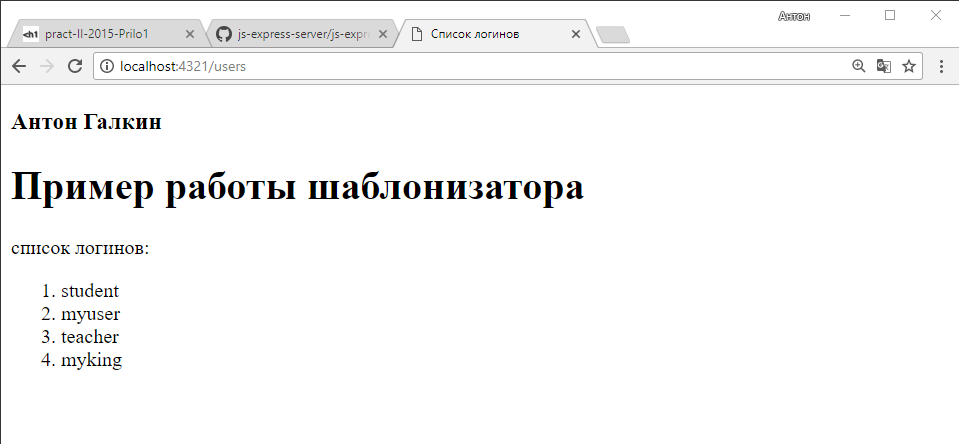 Антон
pract-II-2015-Prilo1
js-express-server/js-expr
Список логинов
localhost:4321/users
Антон Галкин
Пример работы шаблонизатора
список логинов:
1. student
2. myuser
3. teacher
4. myking